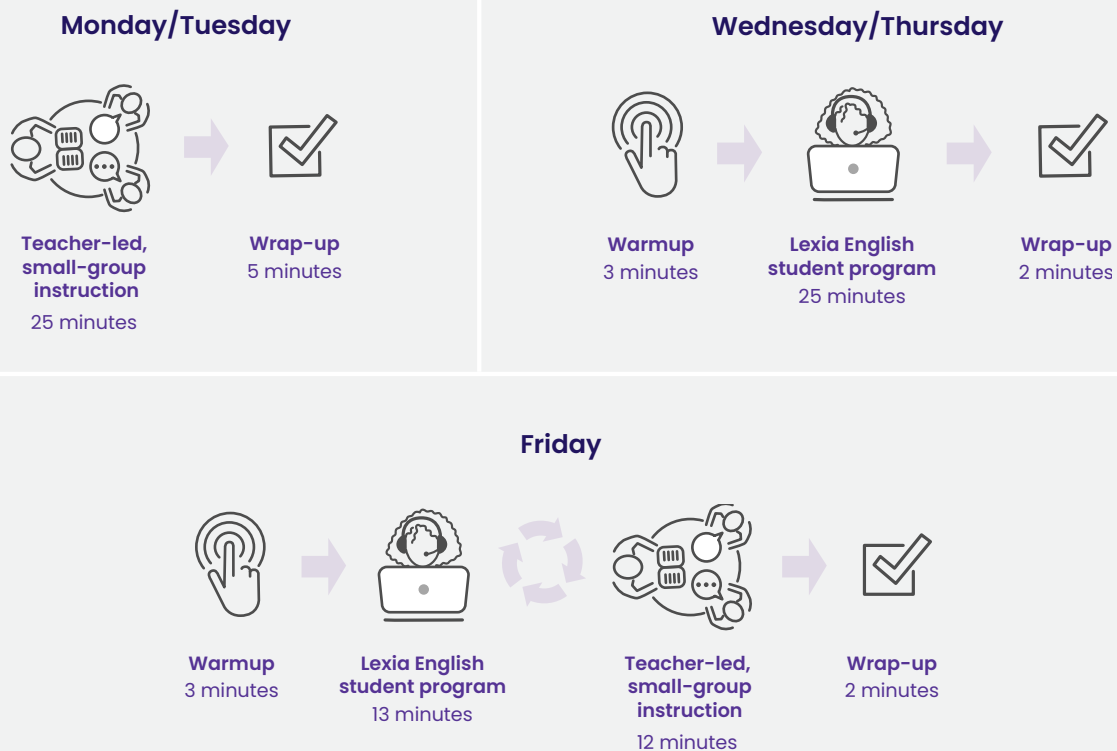 Monday/Tuesday
Teacher-led,
small-group
instruction
25 minutes
Wrap-up
5 minutes
Wednesday/Thursday
Warmup
3 minutes
Lexia English
student program
25 minutes
Wrap-up
2 minutes
Friday
Warmup
3 minutes
Lexia English
student program
13 minutes
Teacher-led,
small-group
instruction
12 minutes
Wrap-up
2 minutes